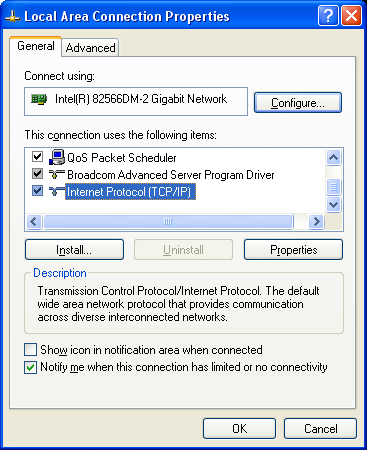 Local Area Connection Properties
General Advanced
Connect using:
Intel(R) 82566DM-2 Gigabit Network
Configure...
This connection uses the following items:
QoS Packet Scheduler
Broadcom Advanced Server Program Driver
Internet Protocol (TCP/IP)
Install... Uninstall Properties
Description
Transmission Control Protocol/Internet Protocol. The default
wide area network protocol that provides communication
across diverse interconnected networks.
Show icon in notification area when connected
Notify me when this connection has limited or no connectivity
OK Cancel